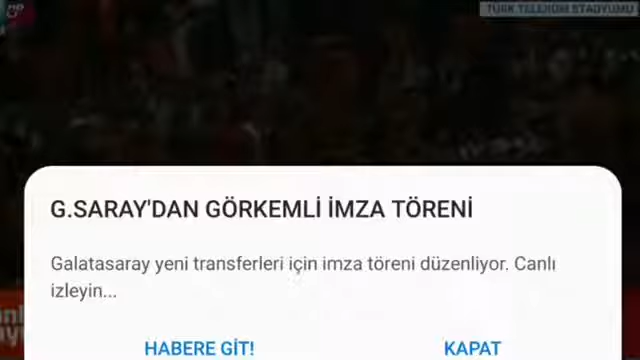 HD
TÜRK TELEKOM STADYUMU
G.SARAY'DAN GÖRKEMLİ İMZA TÖRENİ
Galatasaray yeni transferleri için imza töreni düzenliyor. Canlı
izleyin...
HABERE GİT!
KAPAT